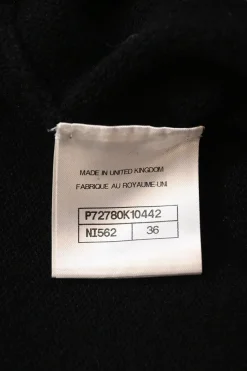 MADE IN UNITED KINGDOM
FABRIQUE AU ROYAUME-UNI
P72780K10442
NI562 36